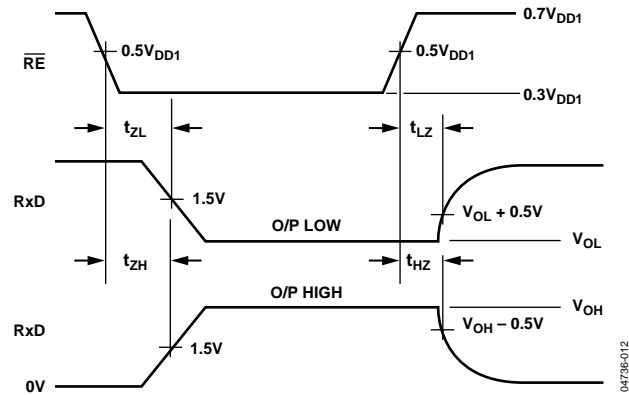 0.7VDD1
RE
0.5VDD1
0.5VDD1
0.3VDD1
tZL
tLZ
RxD
1.5V
O/P LOW
VOL + 0.5V
VOL
tZH
tHZ
O/P HIGH
VOH
RxD
1.5V
VOH – 0.5V
0V
04736-012